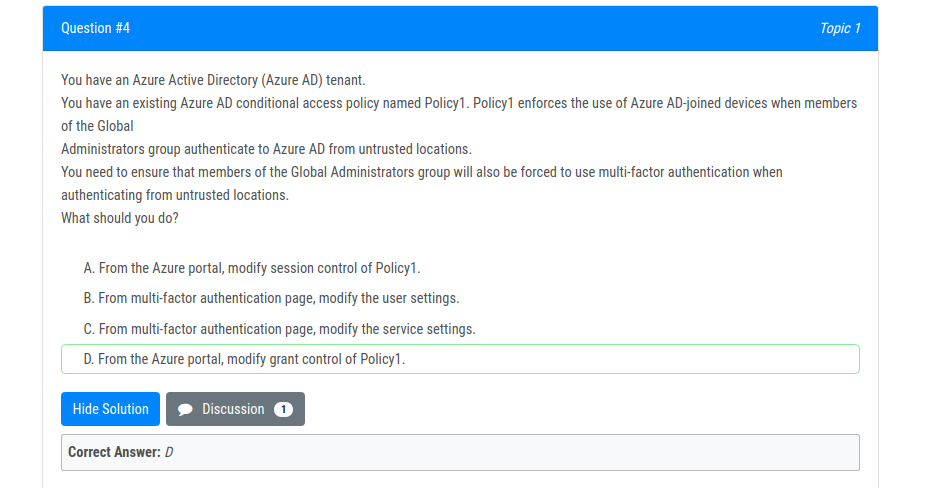 Question #4 Topic 1
You have an Azure Active Directory (Azure AD) tenant.
You have an existing Azure AD conditional access policy named Policy1. Policy1 enforces the use of Azure AD-joined devices when members
of the Global
Administrators group authenticate to Azure AD from untrusted locations.
You need to ensure that members of the Global Administrators group will also be forced to use multi-factor authentication when
authenticating from untrusted locations.
What should you do?
A. From the Azure portal, modify session control of Policy1.
B. From multi-factor authentication page, modify the user settings.
C. From multi-factor authentication page, modify the service settings.
D. From the Azure portal, modify grant control of Policy1.
Hide Solution Discussion 1
Correct Answer: D